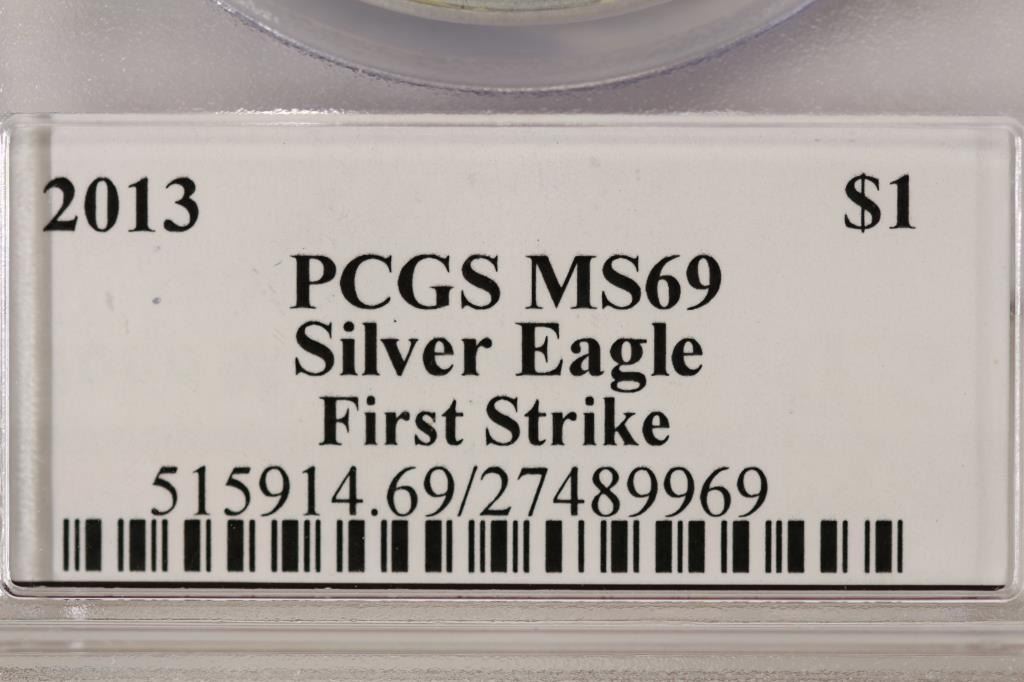 2013 $1
PCGS MS69
Silver Eagle
First Strike
515914.69/27489969